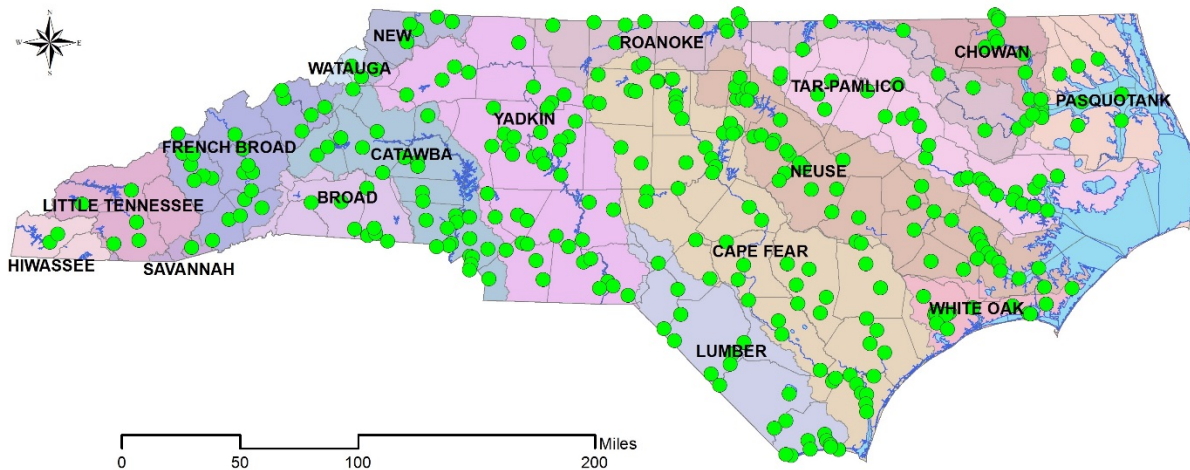 N
W E
S
NEW
ROANOKE
CHOWAN
WATAUGA
TAR-PAMLICO
PASQUOTANK
YADKIN
FRENCH BROAD
CATAWBA
NEUSE
BROAD
LITTLE TENNESSEE
CAPE FEAR
HIWASSEE
SAVANNAH
WHITE OAK
LUMBER
Miles
0 50 100 200